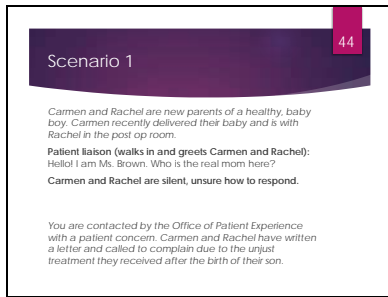 44
Scenario 1
Carmen and Rachel are new parents of a healthy, baby
boy. Carmen recently delivered their baby and is with
Rachel in the post op room.
Patient liaison (walks in and greets Carmen and Rachel):
Hello! I am Ms. Brown. Who is the real mom here?
Carmen and Rachel are silent, unsure how to respond.
You are contacted by the Office of Patient Experience
with a patient concern. Carmen and Rachel have written
a letter and called to complain due to the unjust
treatment they received after the birth of their son.